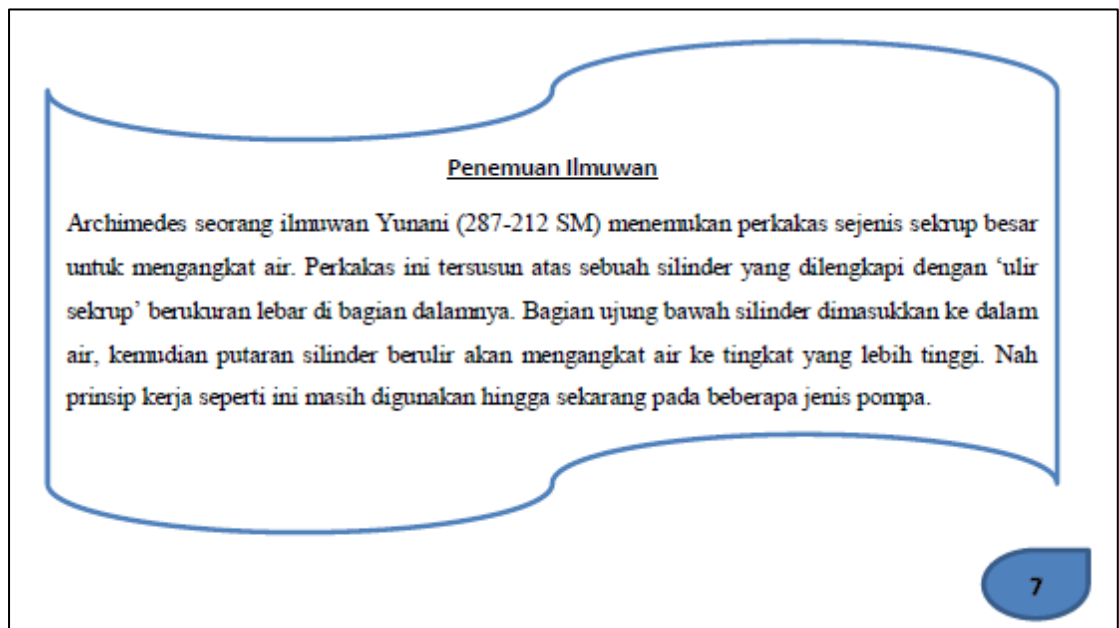 Penemuan Ilmuwan
Archimedes seorang ilmuwan Yunani (287-212 SM) menemukan perkakas sejenis sekrup besar
untuk mengangkat air. Perkakas ini tersusun atas sebuah silinder yang dilengkapi dengan ‘ulir
sekrup’ berukuran lebar di bagian dalamnya. Bagian ujung bawah silinder dimasukkan ke dalam
air, kemudian putaran silinder berulir akan mengangkat air ke tingkat yang lebih tinggi. Nah
prinsip kerja seperti ini masih digunakan hingga sekarang pada beberapa jenis pompa.
7